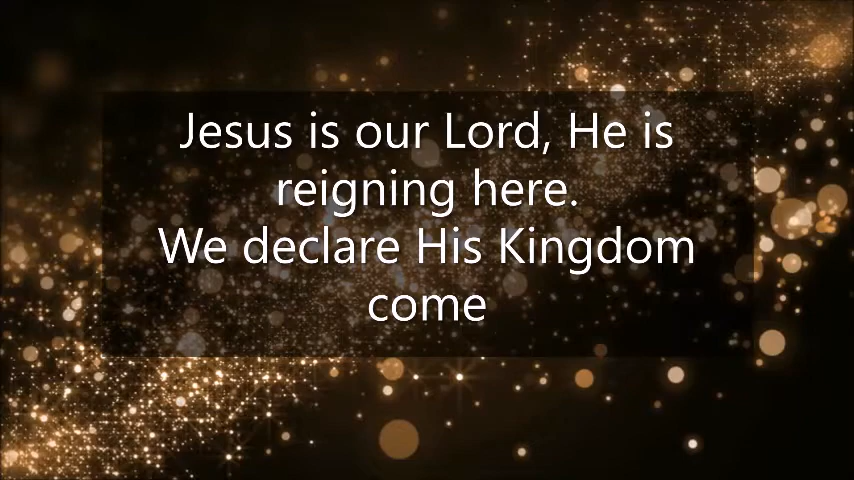 Jesus is our Lord, He is
reigning here.
We declare His Kingdom
come